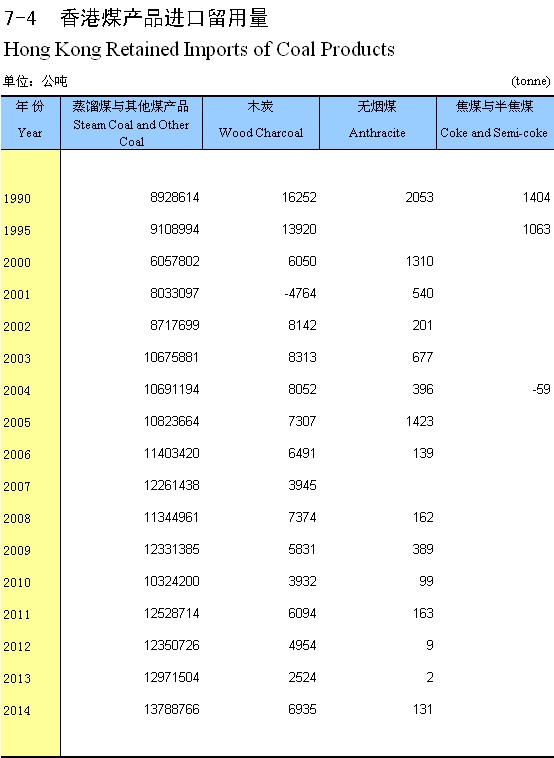 7-4 香港煤产品进口留用量
Hong Kong Retained Imports of Coal Products
单位：公吨 (tonne)
年 份 蒸馏煤与其他煤产品 木炭 无烟煤 焦煤与半焦煤
Year Steam Coal and Other Coal Wood Charcoal Anthracite Coke and Semi-coke
1990 8928614 16252 2053 1404
1995 9108994 13920 1063
2000 6057802 6050 1310
2001 8033097 -4764 540
2002 8717699 8142 201
2003 10675881 8313 677
2004 10691194 8052 396 -59
2005 10823664 7307 1423
2006 11403420 6491 139
2007 12261438 3945
2008 11344961 7374 162
2009 12331385 5831 389
2010 10324200 3932 99
2011 12528714 6094 163
2012 12350726 4954 9
2013 12971504 2524 2
2014 13788766 6935 131